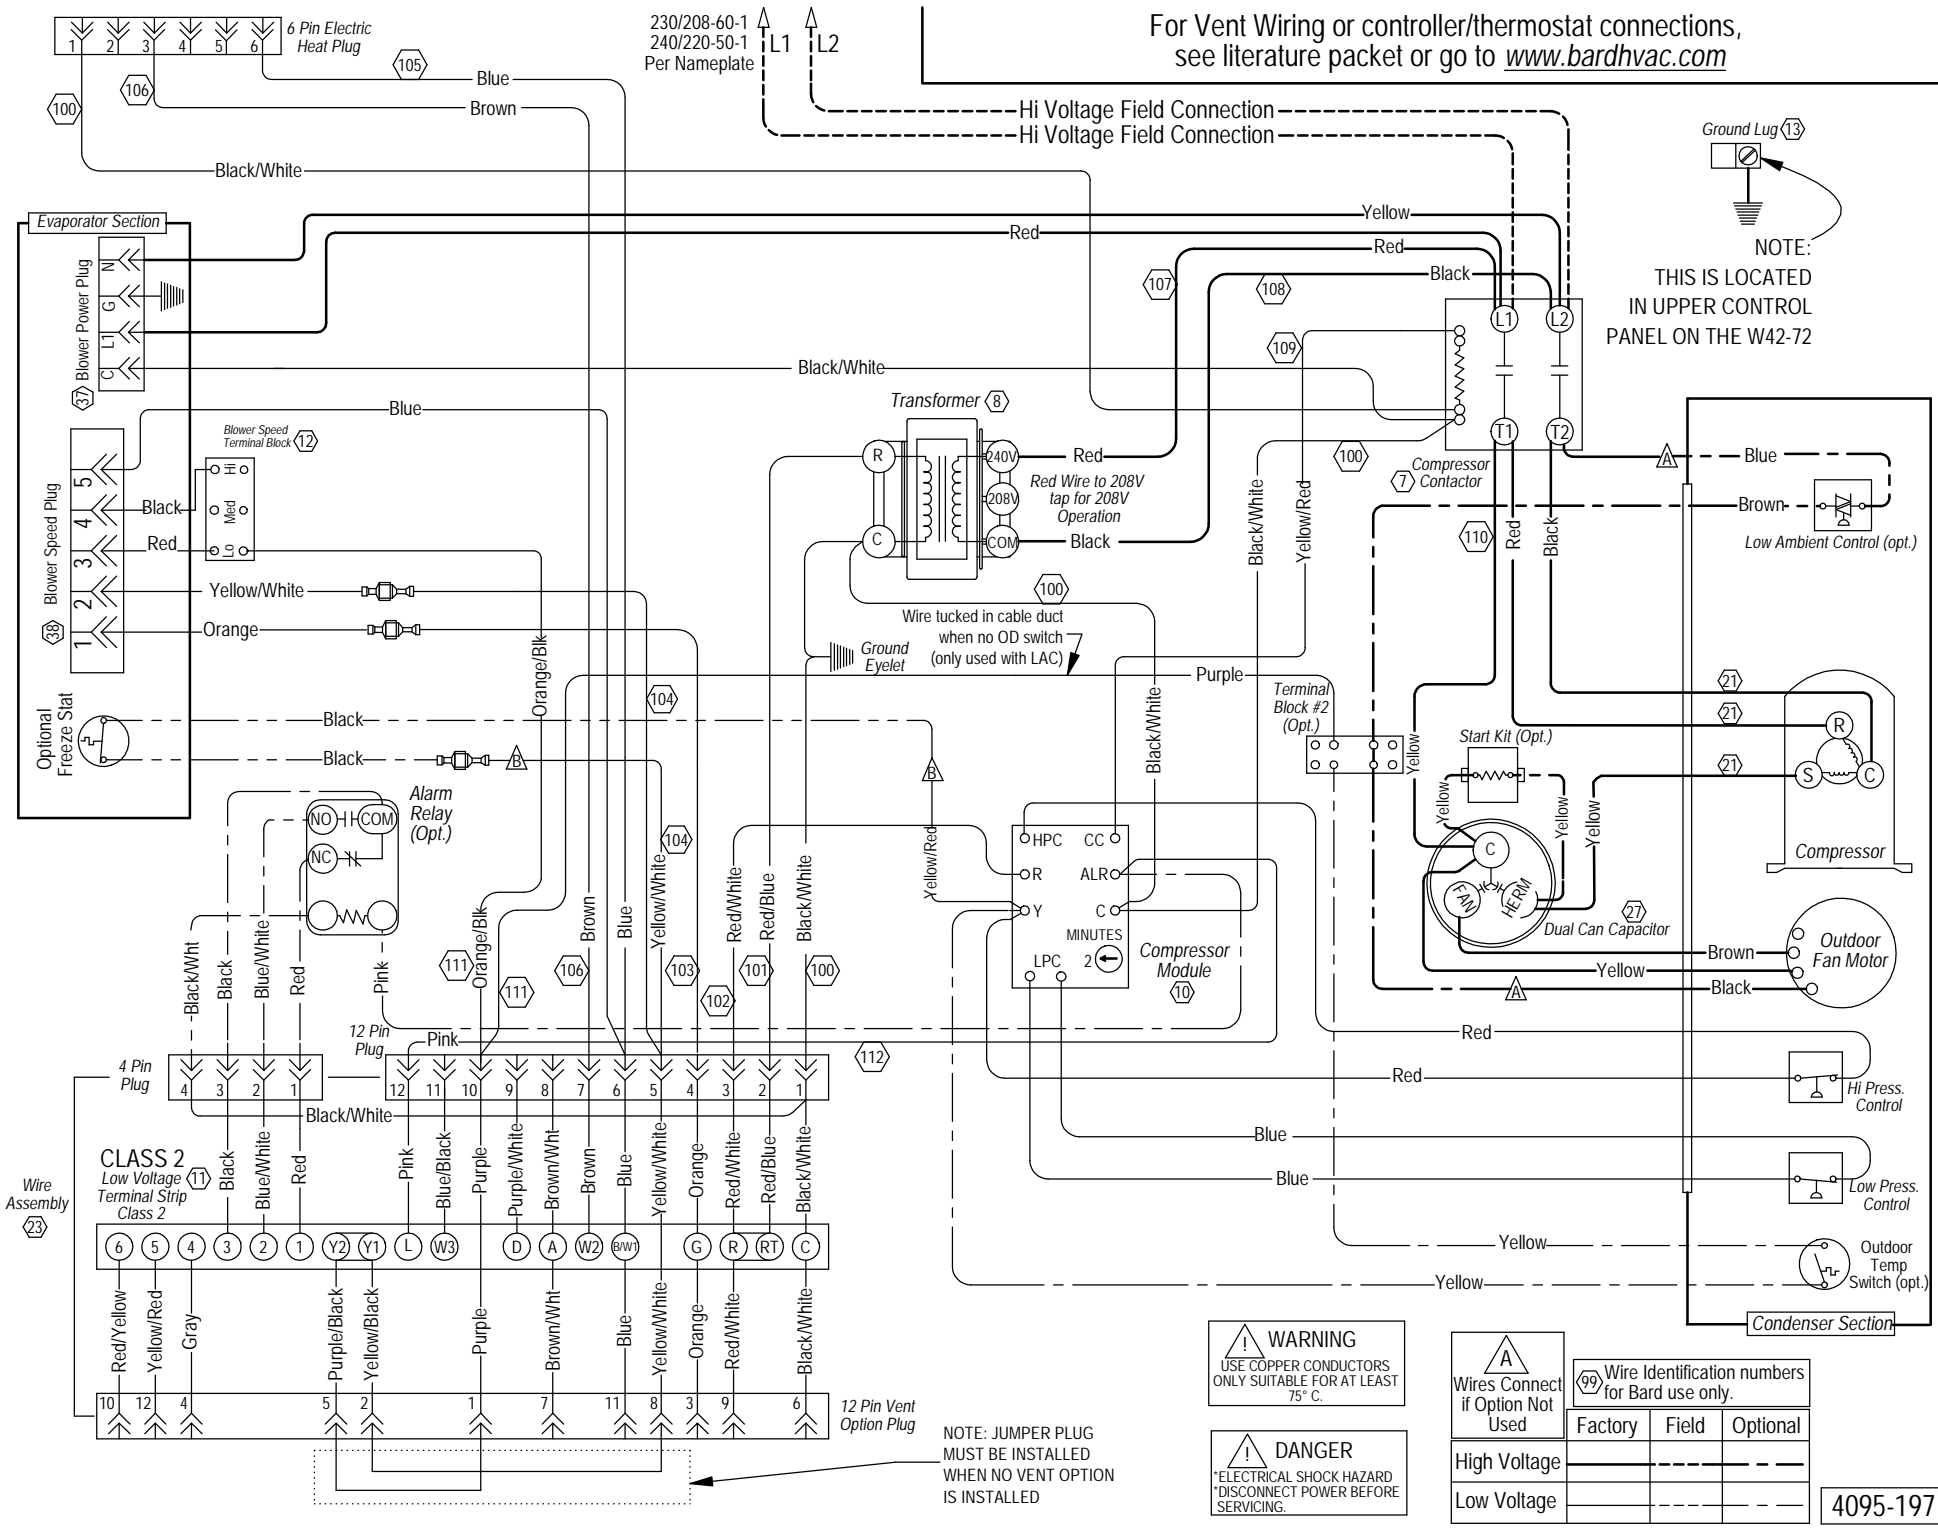 230/208-60-1
240/220-50-1
Per Nameplate
L1
L2
For Vent Wiring or controller/thermostat connections,
see literature packet or go to www.bardhvac.com
1 2 3 4 5 6
6 Pin Electric
Heat Plug
105
Blue
106
Brown
100
Black/White
Hi Voltage Field Connection
Hi Voltage Field Connection
Ground Lug 13
NOTE:
THIS IS LOCATED
IN UPPER CONTROL
PANEL ON THE W42-72
Evaporator Section
Yellow
Red
Red
Black
107
108
109
N
G
L1
C
Blower Power Plug
37
Black/White
L1
L2
T1
T2
7
Compressor
Contactor
100
Blue
Blower Speed
Terminal Block 12
Hi
Med
Lo
5
4
3
2
1
Blower Speed Plug
38
Black
Red
Yellow/White
Orange
Transformer 8
R
C
240V
208V
COM
Red
Red Wire to 208V
tap for 208V
Operation
Black
100
Black/White
Yellow/Red
A
Blue
Brown
Low Ambient Control (opt.)
110
Red
Black
Wire tucked in cable duct
when no OD switch
(only used with LAC)
Ground
Eyelet
Orange/Blk
104
Purple
Black/White
Terminal
Block #2
(Opt.)
Yellow
Start Kit (Opt.)
21
21
21
R
S
C
Compressor
Optional
Freeze Stat
Black
Black
B
B
Alarm
Relay
(Opt.)
NO
COM
NC
104
Yellow/Red
HPC
CC
R
ALR
Y
C
MINUTES
2
LPC
Compressor
Module
10
Yellow
Yellow
Yellow
C
FAN
HERM
27
Dual Can Capacitor
Outdoor
Fan Motor
Brown
Yellow
Black
A
Black/Wht
Black
Blue/White
Red
Pink
111
Orange/Blk
111
106
Brown
Blue
Yellow/White
103
102
Red/White
101
Red/Blue
Black/White
100
112
Pink
12 Pin
Plug
4 Pin
Plug
4 3 2 1
12 11 10 9 8 7 6 5 4 3 2 1
Black/White
Red
Red
Hi Press.
Control
Blue
Blue
Low Press.
Control
CLASS 2
Low Voltage 11
Terminal Strip
Class 2
Wire
Assembly
23
Black
Blue/White
Red
Pink
Blue/Black
Purple
Purple/White
Brown/Wht
Brown
Blue
Yellow/White
Orange
Red/White
Red/Blue
Black/White
6 5 4 3 2 1 Y2 Y1 L W3 D A W2 B/W1 G R RT C
Yellow
Yellow
Outdoor
Temp
Switch (opt.)
Condenser Section
Red/Yellow
Yellow/Red
Gray
Purple/Black
Yellow/Black
Purple
Brown/Wht
Blue
Yellow/White
Orange
Red/White
Black/White
10 12 4 5 2 1 7 11 8 3 9 6
12 Pin Vent
Option Plug
NOTE: JUMPER PLUG
MUST BE INSTALLED
WHEN NO VENT OPTION
IS INSTALLED
! WARNING
USE COPPER CONDUCTORS
ONLY SUITABLE FOR AT LEAST
75° C.
! DANGER
*ELECTRICAL SHOCK HAZARD
*DISCONNECT POWER BEFORE
SERVICING.
A
Wires Connect
if Option Not
Used
99 Wire Identification numbers
for Bard use only.
Factory Field Optional
High Voltage
Low Voltage
4095-197